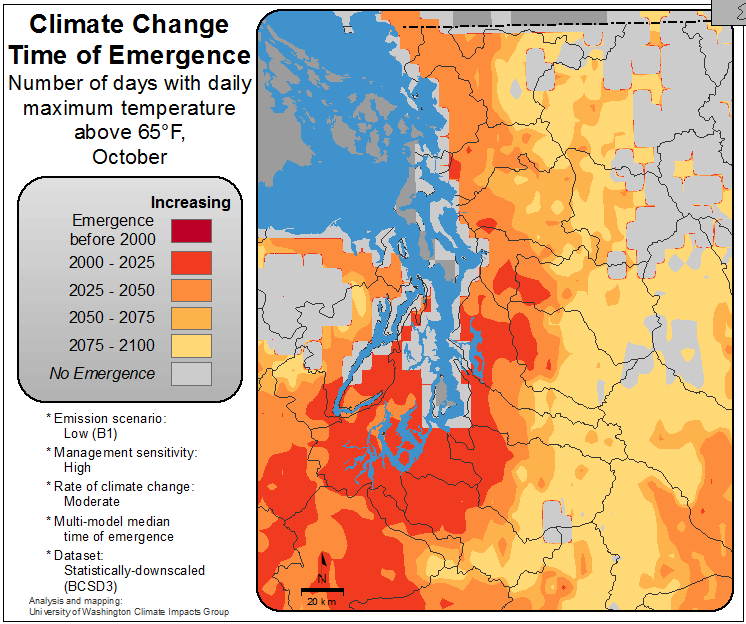 Climate Change
Time of Emergence
Number of days with daily
maximum temperature
above 65°F,
October
Increasing
Emergence
before 2000
2000 - 2025
2025 - 2050
2050 - 2075
2075 - 2100
No Emergence
* Emission scenario:
Low (B1)
* Management sensitivity:
High
* Rate of climate change:
Moderate
* Multi-model median
time of emergence
* Dataset:
Statistically-downscaled
(BCSD3)
Analysis and mapping:
University of Washington Climate Impacts Group
N
20 km